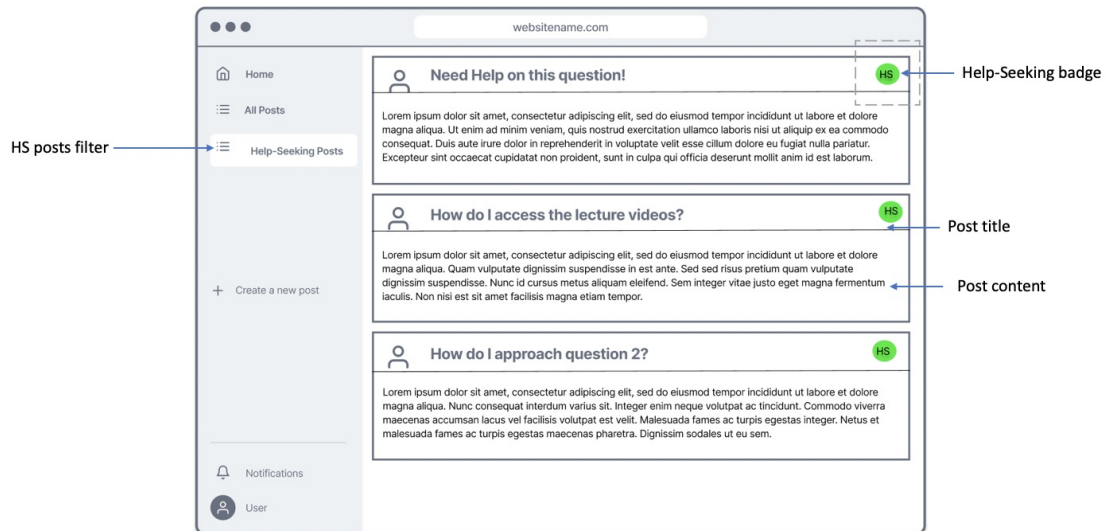 websitename.com
Home
All Posts
Help-Seeking Posts
HS posts filter
Create a new post
Notifications
User
Need Help on this question!
HS
Help-Seeking badge
Lorem ipsum dolor sit amet, consectetur adipiscing elit, sed do eiusmod tempor incididunt ut labore et dolore
magna aliqua. Ut enim ad minim veniam, quis nostrud exercitation ullamco laboris nisi ut aliquip ex ea commodo
consequat. Duis aute irure dolor in reprehenderit in voluptate velit esse cillum dolore eu fugiat nulla pariatur.
Excepteur sint occaecat cupidatat non proident, sunt in culpa qui officia deserunt mollit anim id est laborum.
How do I access the lecture videos?
HS
Post title
Lorem ipsum dolor sit amet, consectetur adipiscing elit, sed do eiusmod tempor incididunt ut labore et dolore
magna aliqua. Quam vulputate dignissim suspendisse in est ante. Sed sed risus pretium quam vulputate
dignissim suspendisse. Nunc id cursus metus aliquam eleifend. Sem integer vitae justo eget magna fermentum
iaculis. Non nisi est sit amet facilisis magna etiam tempor.
Post content
How do I approach question 2?
HS
Lorem ipsum dolor sit amet, consectetur adipiscing elit, sed do eiusmod tempor incididunt ut labore et dolore
magna aliqua. Nunc consequat interdum varius sit. Integer enim neque volutpat ac tincidunt. Commodo viverra
maecenas accumsan lacus vel facilisis volutpat est velit. Malesuada fames ac turpis egestas integer. Netus et
malesuada fames ac turpis egestas maecenas pharetra. Dignissim sodales ut eu sem.